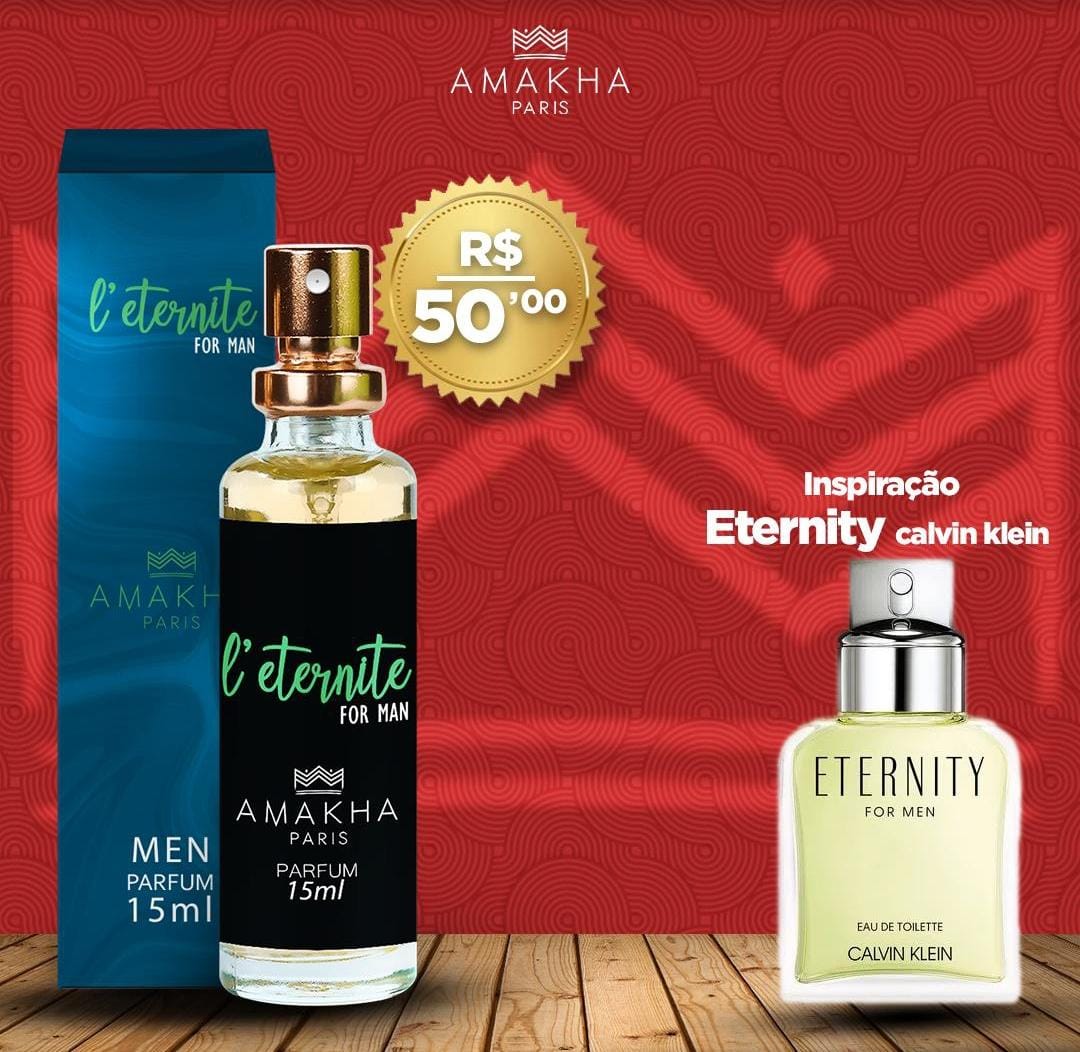 AMAKHA
PARIS
l'eternite
FOR MAN
R$
50,00
AMAKH
PARIS
MEN
PARFUM
15ml
l'eternite
FOR MAN
AMAKHA
PARIS
PARFUM
15ml
Inspiração
Eternity calvin klein
ETERNITY
FOR MEN
EAU DE TOILETTE
CALVIN KLEIN